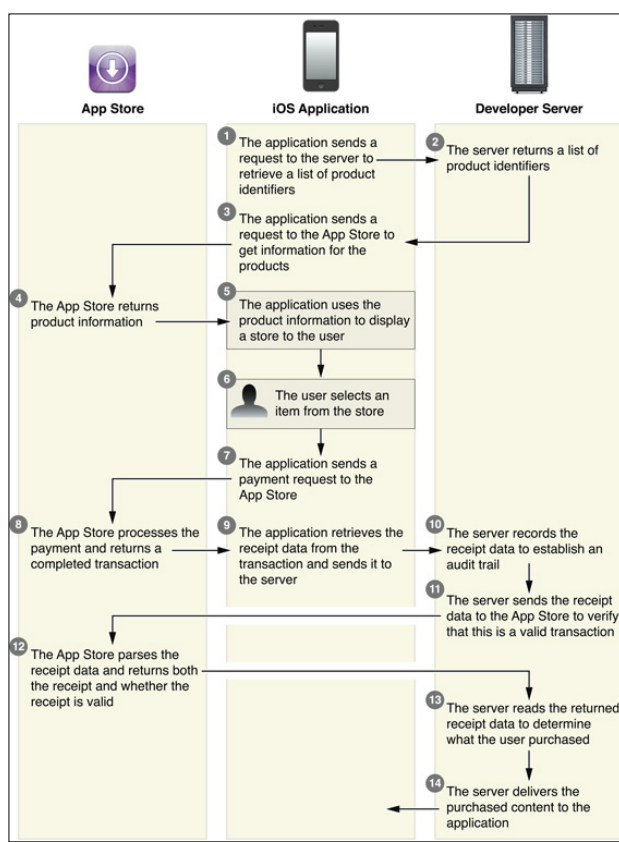 App Store
iOS Application
Developer Server
1
The application sends a
request to the server to
retrieve a list of product
identifiers
2
The server returns a list of
product identifiers
3
The application sends a
request to the App Store to
get information for the
products
4
The App Store returns
product information
5
The application uses the
product information to display
a store to the user
6
The user selects an
item from the store
7
The application sends a
payment request to the
App Store
8
The App Store processes the
payment and returns a
completed transaction
9
The application retrieves the
receipt data from the
transaction and sends it to
the server
10
The server records the
receipt data to establish an
audit trail
11
The server sends the receipt
data to the App Store to verify
that this is a valid transaction
12
The App Store parses the
receipt data and returns both
the receipt and whether the
receipt is valid
13
The server reads the returned
receipt data to determine
what the user purchased
14
The server delivers the
purchased content to the
application